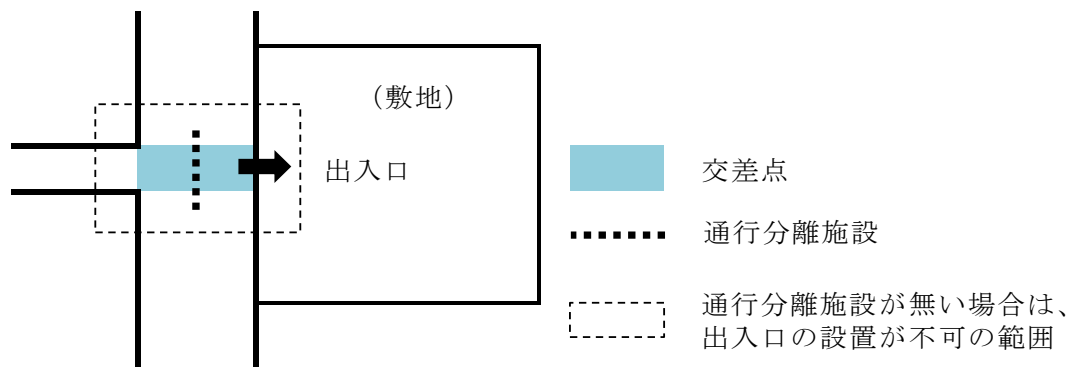 （敷地）
出入口
交差点
通行分離施設
通行分離施設が無い場合は、
出入口の設置が不可の範囲